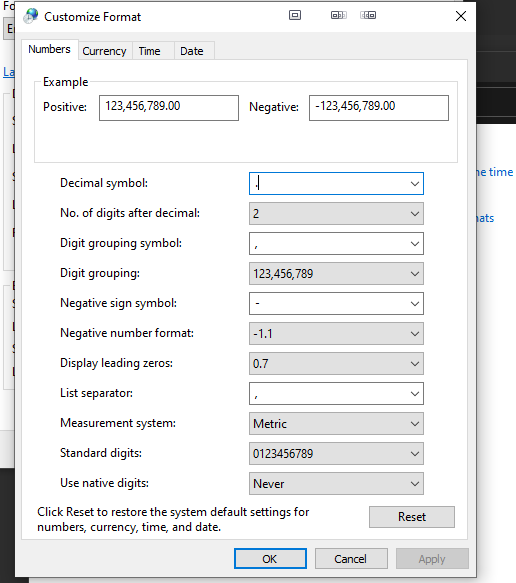 Customize Format
Numbers Currency Time Date
Example
Positive: 123,456,789.00 Negative: -123,456,789.00
Decimal symbol: .
No. of digits after decimal: 2
Digit grouping symbol: ,
Digit grouping: 123,456,789
Negative sign symbol: -
Negative number format: -1.1
Display leading zeros: 0.7
List separator: ,
Measurement system: Metric
Standard digits: 0123456789
Use native digits: Never
Click Reset to restore the system default settings for
numbers, currency, time, and date.
Reset
OK Cancel Apply
time